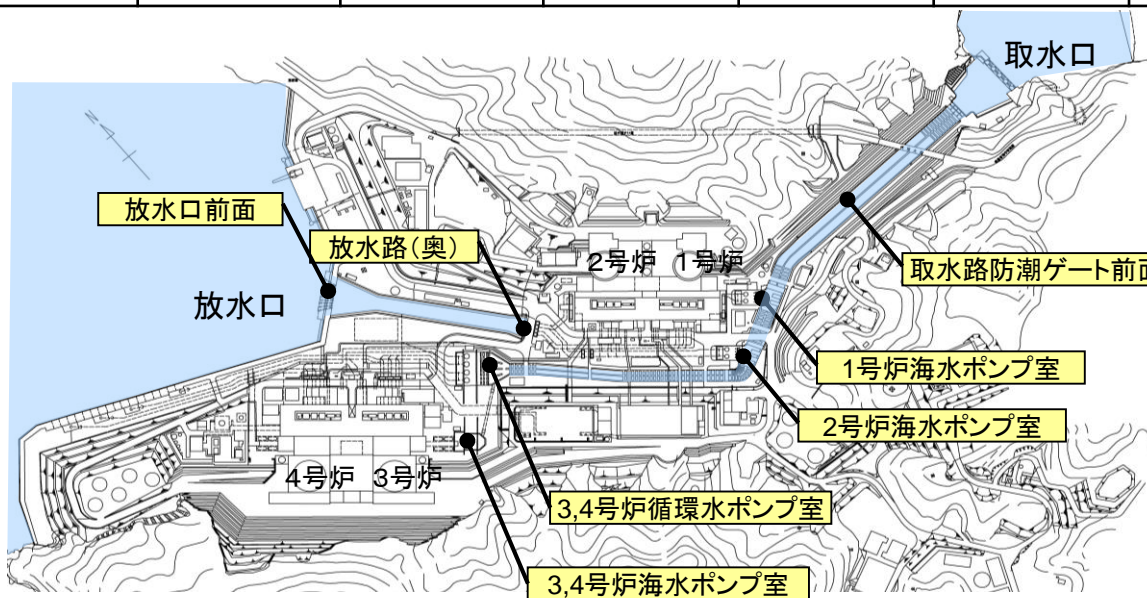 取水口
N
放水口前面
放水路(奥)
2号炉 1号炉
取水路防潮ゲート前面
放水口
1号炉海水ポンプ室
2号炉海水ポンプ室
4号炉 3号炉
3,4号炉循環水ポンプ室
3,4号炉海水ポンプ室